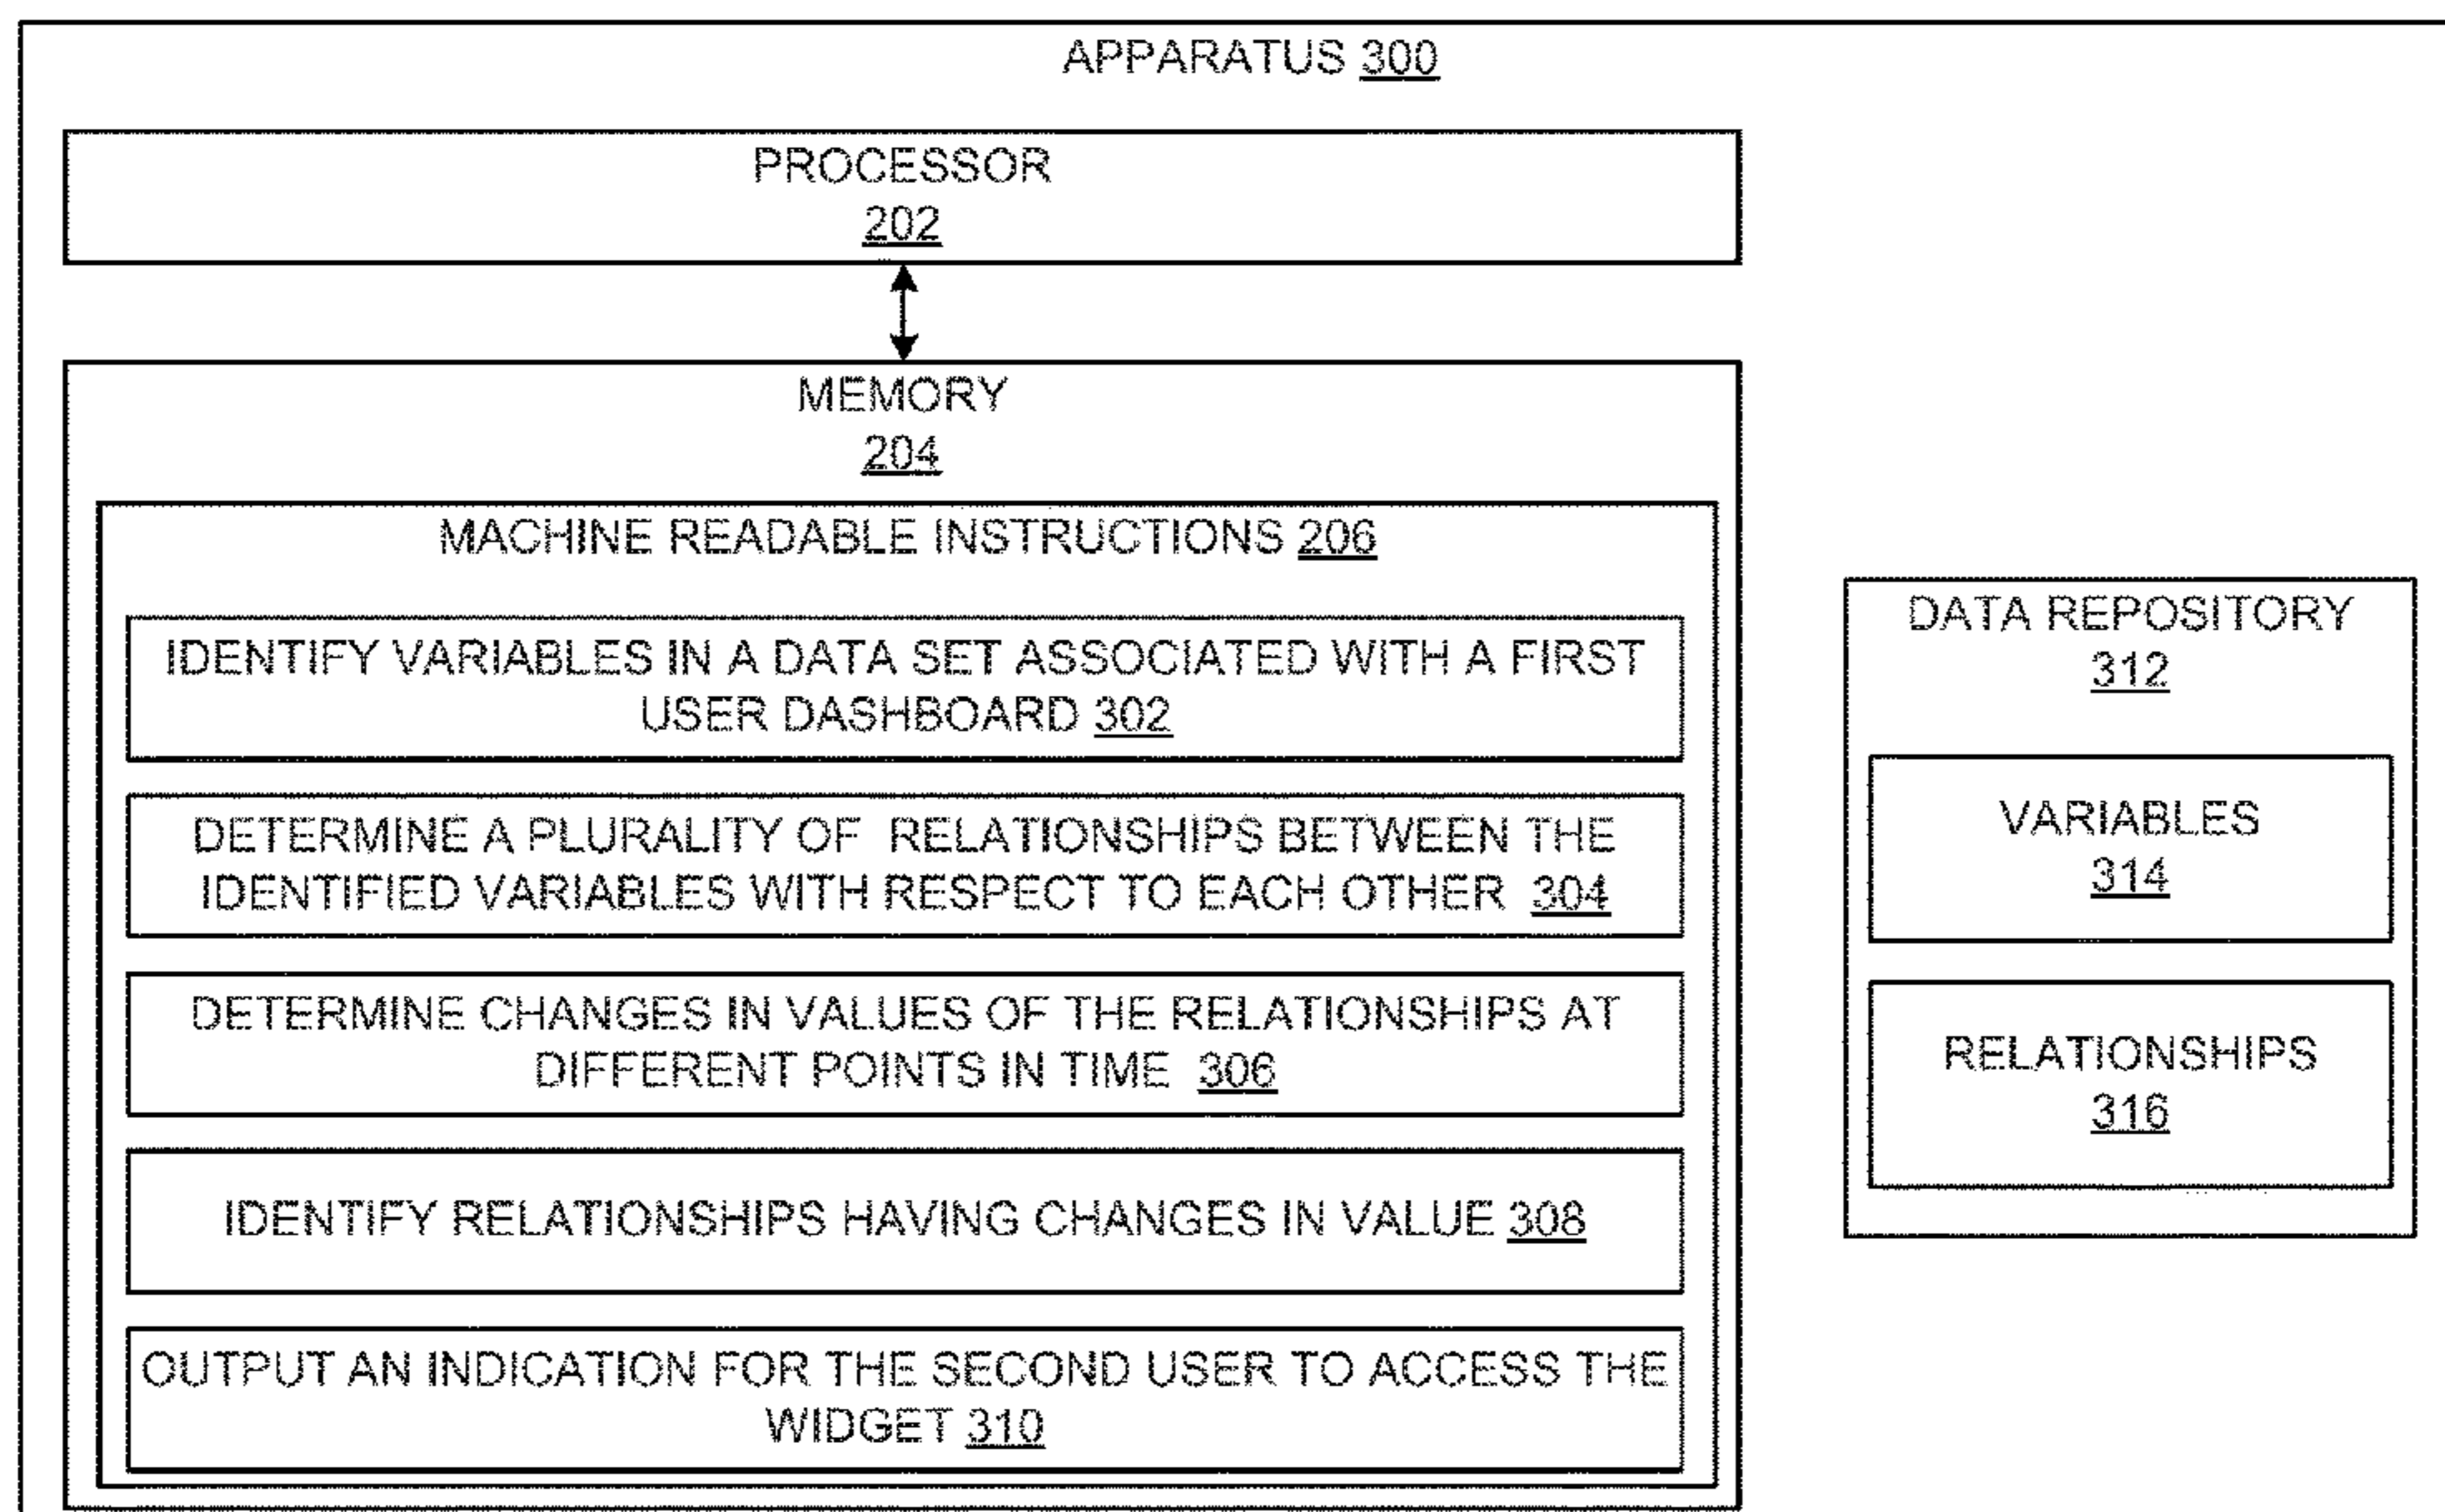 APPARATUS 300
PROCESSOR
202
MEMORY
204
MACHINE READABLE INSTRUCTIONS 206
IDENTIFY VARIABLES IN A DATA SET ASSOCIATED WITH A FIRST
USER DASHBOARD 302
DETERMINE A PLURALITY OF RELATIONSHIPS BETWEEN THE
IDENTIFIED VARIABLES WITH RESPECT TO EACH OTHER 304
DETERMINE CHANGES IN VALUES OF THE RELATIONSHIPS AT
DIFFERENT POINTS IN TIME 306
IDENTIFY RELATIONSHIPS HAVING CHANGES IN VALUE 308
OUTPUT AN INDICATION FOR THE SECOND USER TO ACCESS THE
WIDGET 310
DATA REPOSITORY
312
VARIABLES
314
RELATIONSHIPS
316